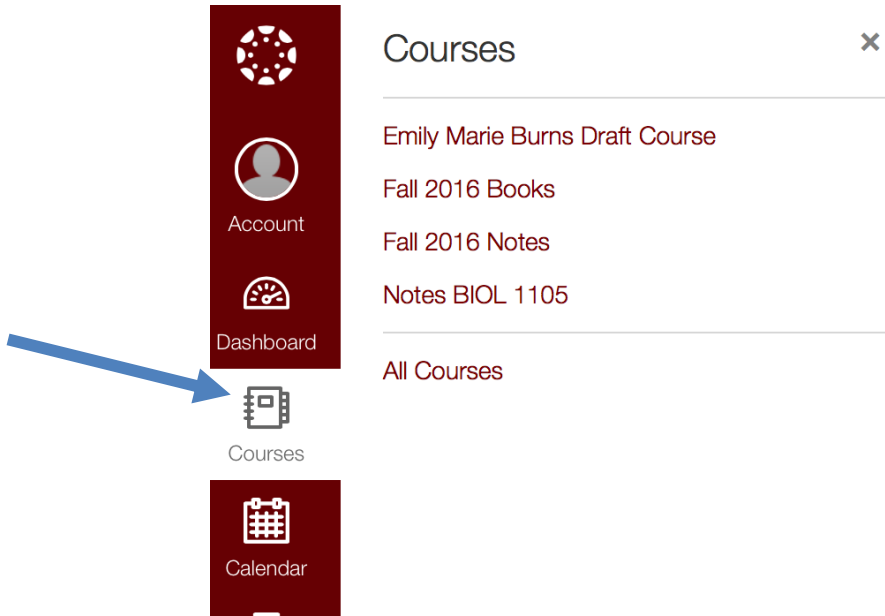 Account
Dashboard
Courses
Calendar
Courses
Emily Marie Burns Draft Course
Fall 2016 Books
Fall 2016 Notes
Notes BIOL 1105
All Courses